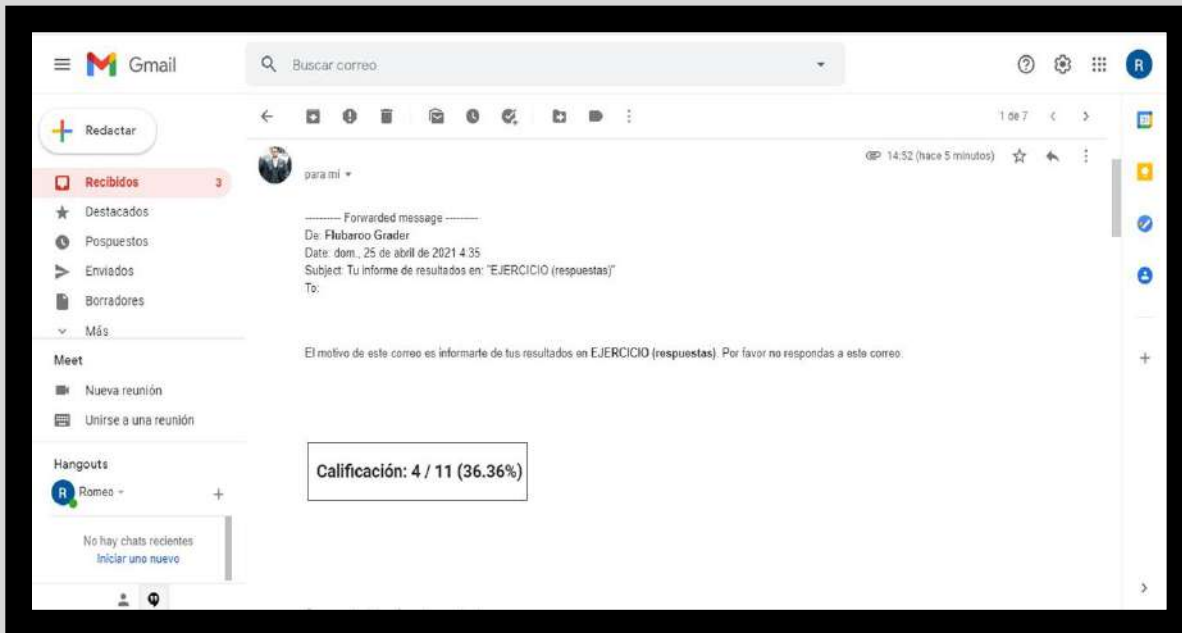 Gmail
Buscar correo
R
Redactar
1 de 7
Recibidos 3
Destacados
Pospuestos
Enviados
Borradores
Más
14:52 (hace 5 minutos)
para mí
---------- Forwarded message ---------
De: Flubaroo Grader
Date: dom., 25 de abril de 2021 4:35
Subject: Tu informe de resultados en: "EJERCICIO (respuestas)"
To:
El motivo de este correo es informarte de tus resultados en EJERCICIO (respuestas). Por favor no respondas a este correo.
Calificación: 4 / 11 (36.36%)
Meet
Nueva reunión
Unirse a una reunión
Hangouts
R Romeo
No hay chats recientes
Iniciar uno nuevo